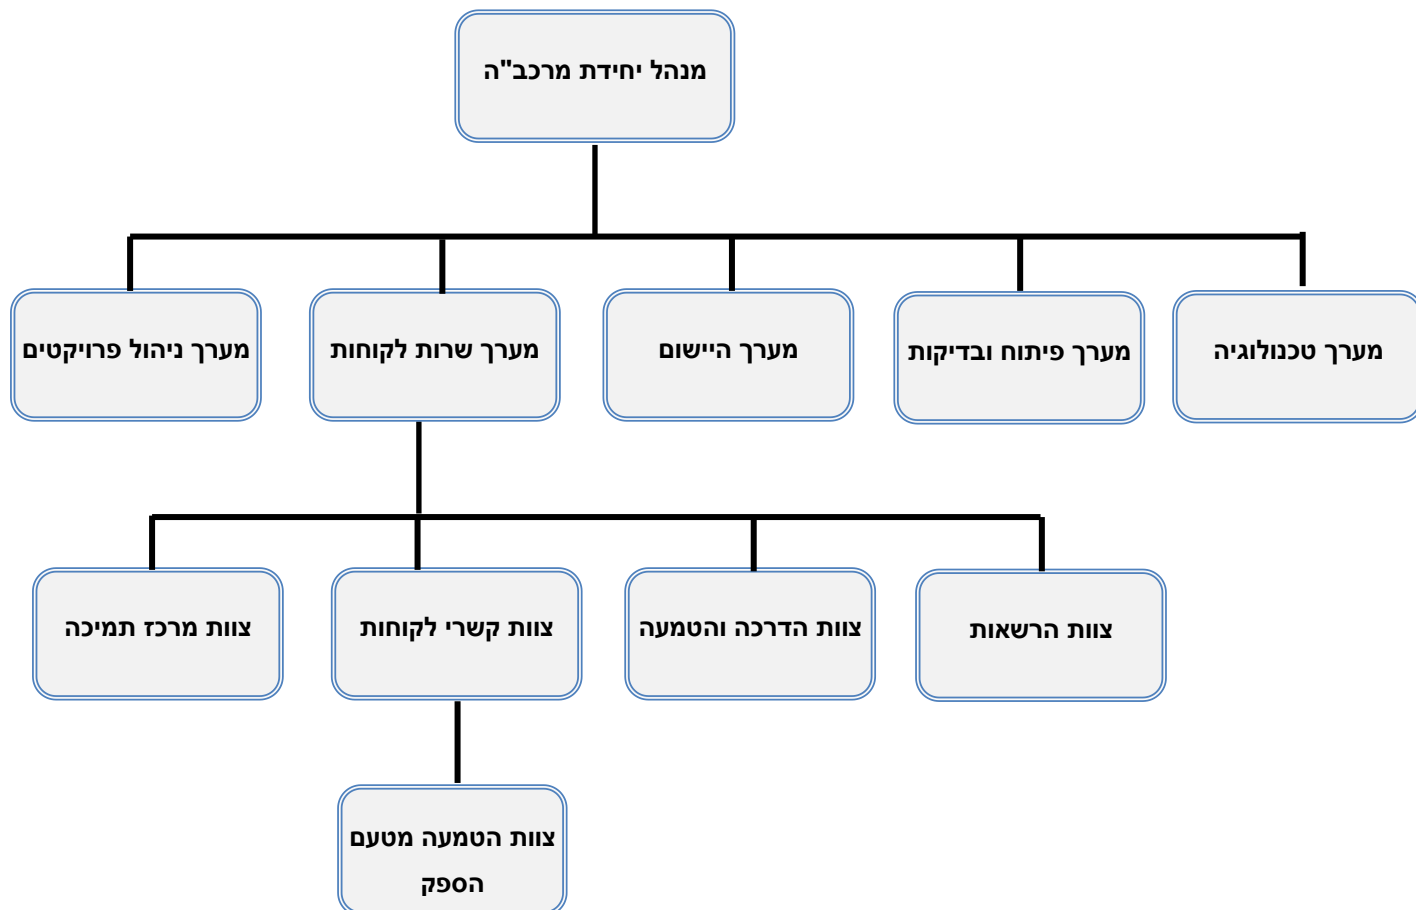 מנהל יחידת מרכב"ה
מערך טכנולוגיה
מערך פיתוח ובדיקות
מערך היישום
מערך שרות לקוחות
מערך ניהול פרויקטים
צוות הרשאות
צוות הדרכה והטמעה
צוות קשרי לקוחות
צוות מרכז תמיכה
צוות הטמעה מטעם
הספק